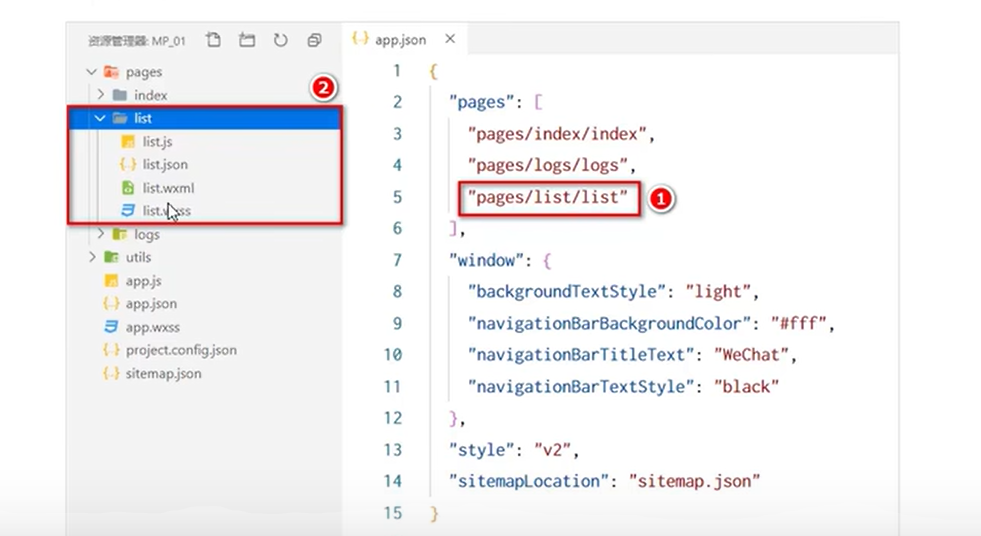 资源管理器: MP_01
pages
index
2
list
list.js
list.json
list.wxml
logs
utils
app.js
app.json
app.wxss
project.config.json
sitemap.json
app.json
1 {
2 "pages": [
3 "pages/index/index",
4 "pages/logs/logs",
5 "pages/list/list"
1
6 ],
7 "window": {
8 "backgroundTextStyle": "light",
9 "navigationBarBackgroundColor": "#fff",
10 "navigationBarTitleText": "WeChat",
11 "navigationBarTextStyle": "black"
12 },
13 "style": "v2",
14 "sitemapLocation": "sitemap.json"
15 }